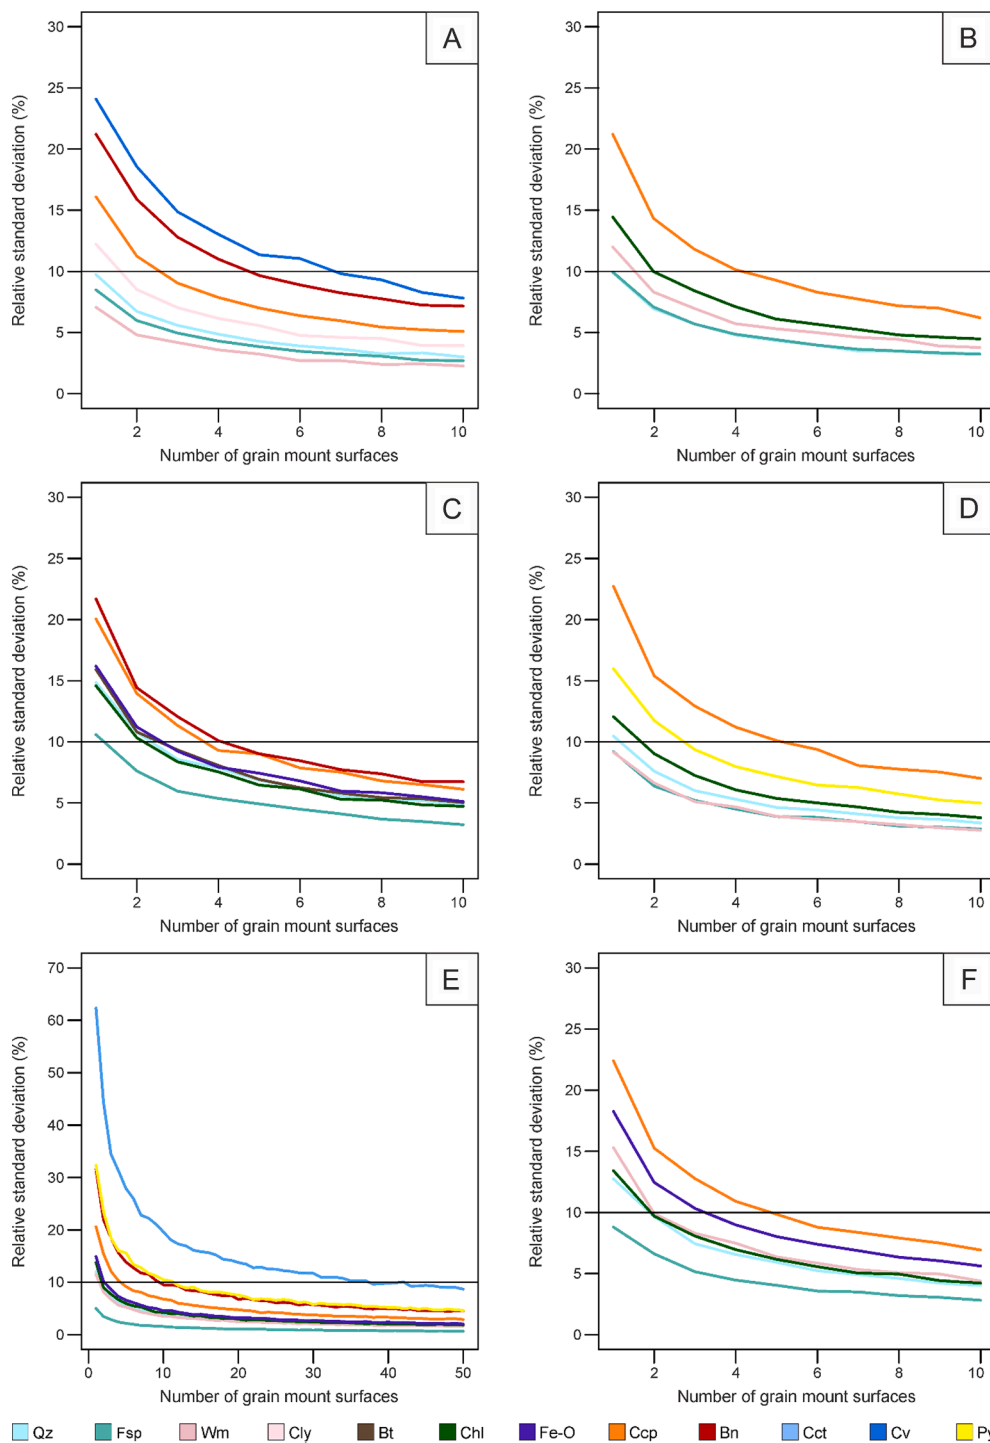 A
Relative standard deviation (%)
30
25
20
15
10
5
0
2 4 6 8 10
Number of grain mount surfaces
B
Relative standard deviation (%)
30
25
20
15
10
5
0
2 4 6 8 10
Number of grain mount surfaces
C
Relative standard deviation (%)
30
25
20
15
10
5
0
2 4 6 8 10
Number of grain mount surfaces
D
Relative standard deviation (%)
30
25
20
15
10
5
0
2 4 6 8 10
Number of grain mount surfaces
E
Relative standard deviation (%)
70
60
50
40
30
20
10
0
0 10 20 30 40 50
Number of grain mount surfaces
F
Relative standard deviation (%)
30
25
20
15
10
5
0
2 4 6 8 10
Number of grain mount surfaces
Qz Fsp Wm Cly Bt Chl Fe-O Ccp Bn Cct Cv Py